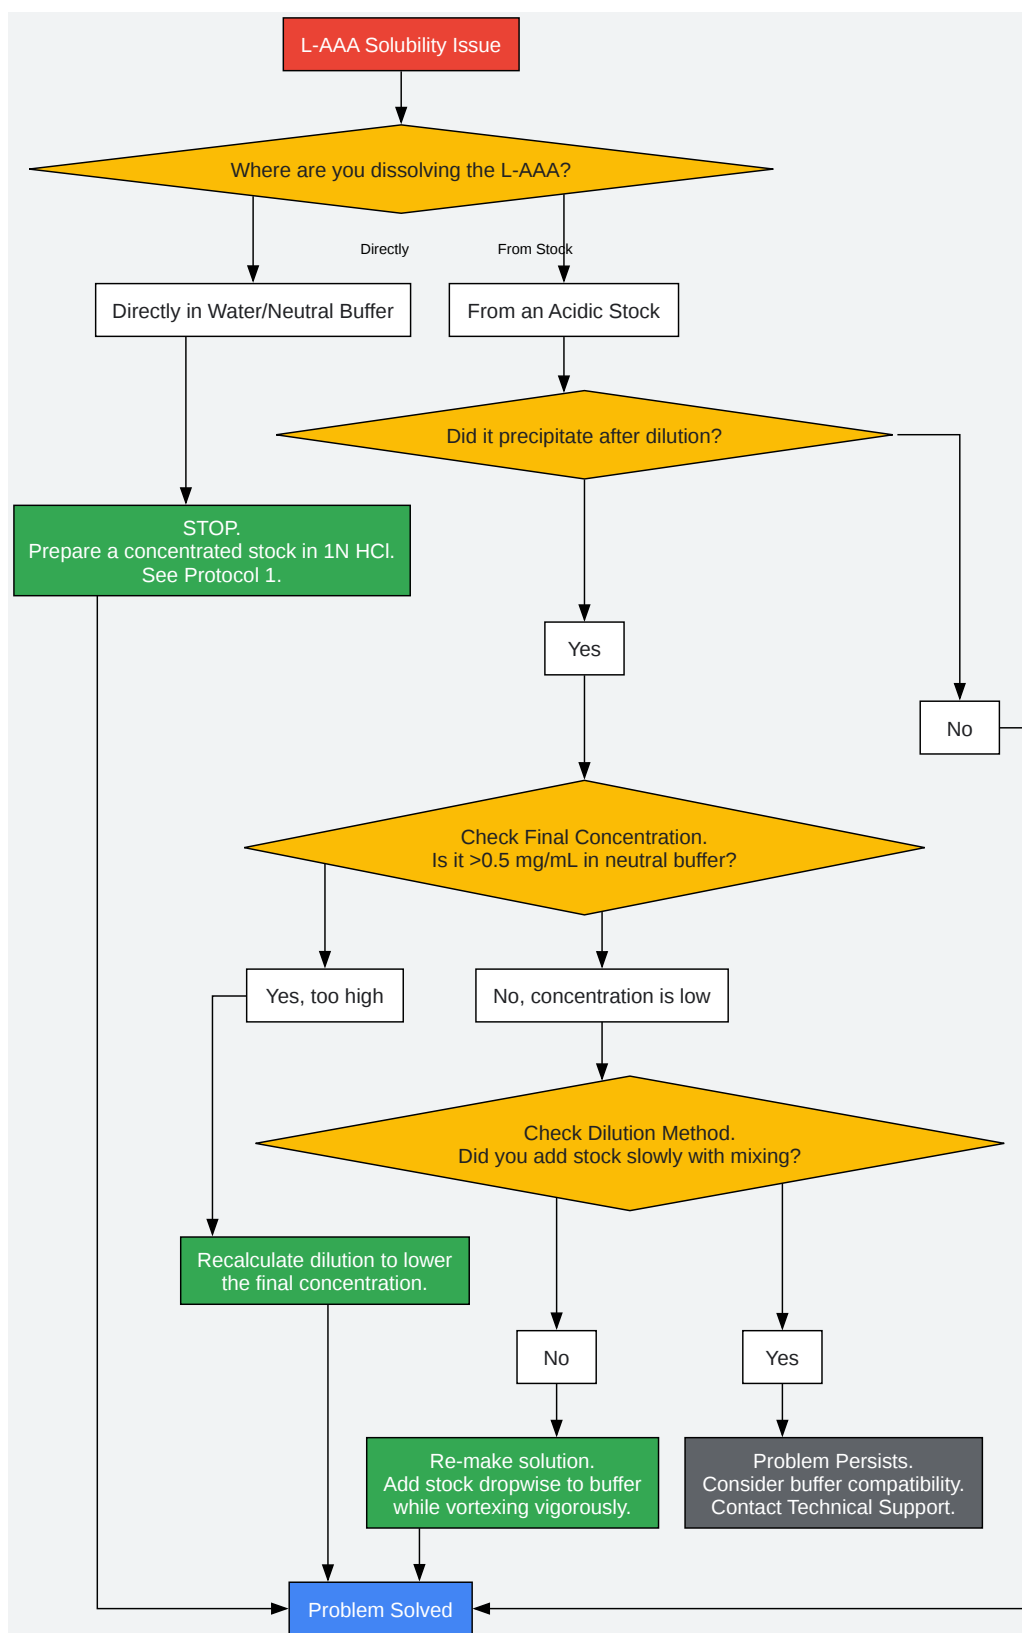 L-AAA Solubility Issue
Where are you dissolving the L-AAA?
Directly
From Stock
Directly in Water/Neutral Buffer
From an Acidic Stock
Did it precipitate after dilution?
STOP.
Prepare a concentrated stock in 1N HCl.
See Protocol 1.
Yes
No
Check Final Concentration.
Is it >0.5 mg/mL in neutral buffer?
Yes, too high
No, concentration is low
Check Dilution Method.
Did you add stock slowly with mixing?
Recalculate dilution to lower
the final concentration.
No
Yes
Re-make solution.
Add stock dropwise to buffer
while vortexing vigorously.
Problem Persists.
Consider buffer compatibility.
Contact Technical Support.
Problem Solved